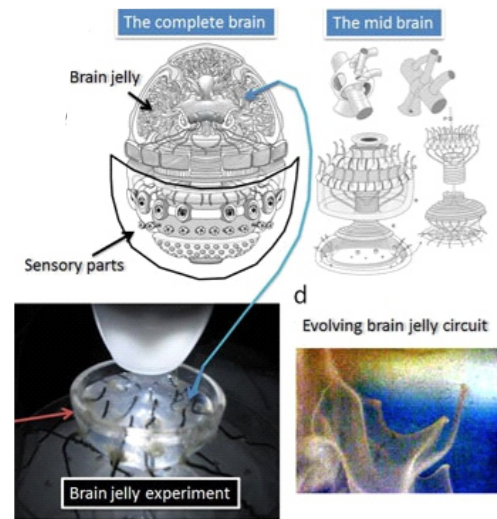 The complete brain
The mid brain
Brain jelly
Sensory parts
d
Evolving brain jelly circuit
Brain jelly experiment